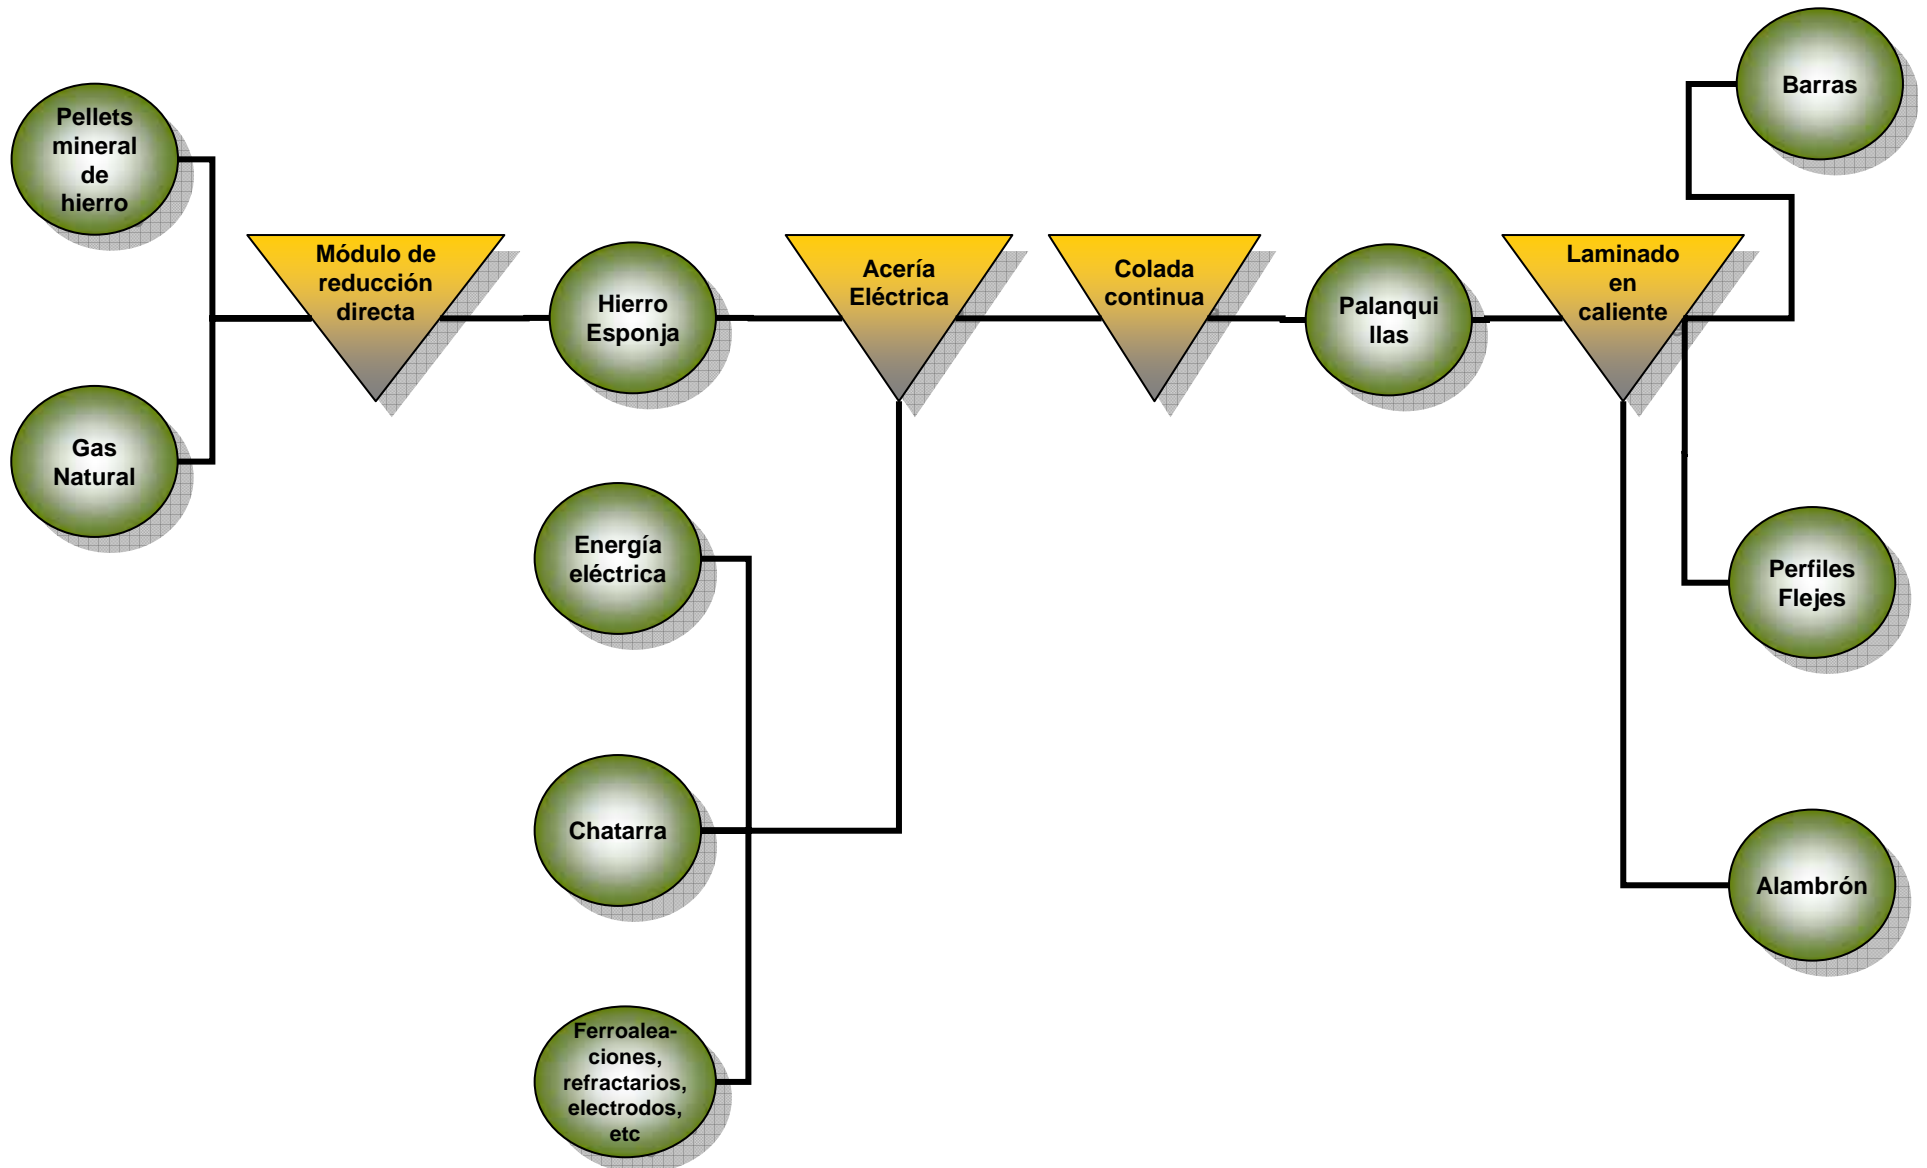 Pellets
mineral
de
hierro
Gas
Natural
Módulo de
reducción
directa
Hierro
Esponja
Energía
eléctrica
Chatarra
Ferroalea-
ciones,
refractarios,
electrodos,
etc
Acería
Eléctrica
Colada
continua
Palanqui
llas
Laminado
en
caliente
Barras
Perfiles
Flejes
Alambrón